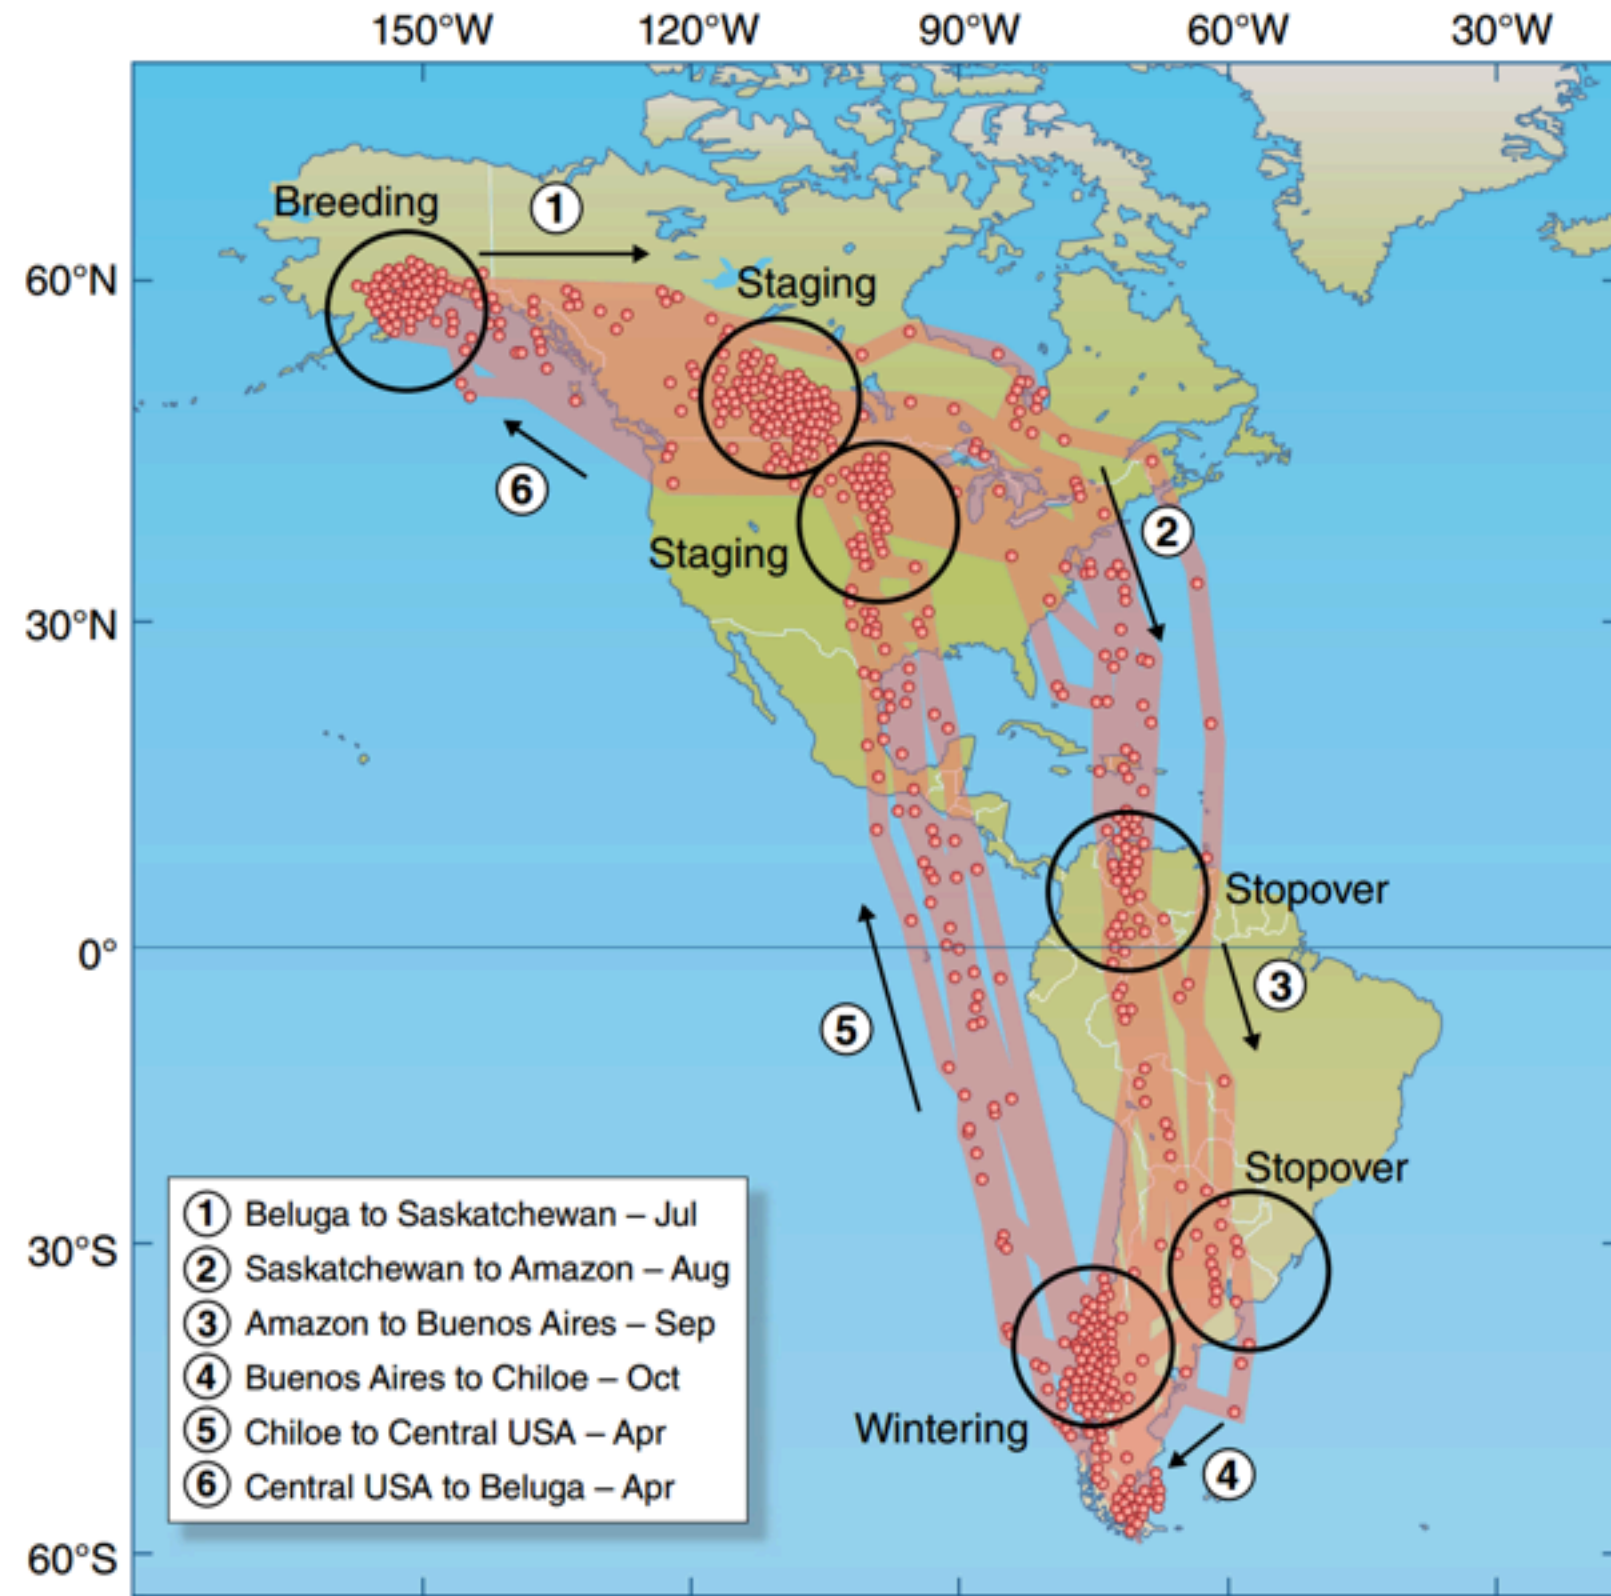 150°W 120°W 90°W 60°W 30°W
Breeding
1
60°N
Staging
6
2
Staging
30°N
Stopover
0°
3
5
Stopover
1 Beluga to Saskatchewan – Jul
2 Saskatchewan to Amazon – Aug
3 Amazon to Buenos Aires – Sep
4 Buenos Aires to Chiloe – Oct
5 Chiloe to Central USA – Apr
6 Central USA to Beluga – Apr
30°S
Wintering
4
60°S